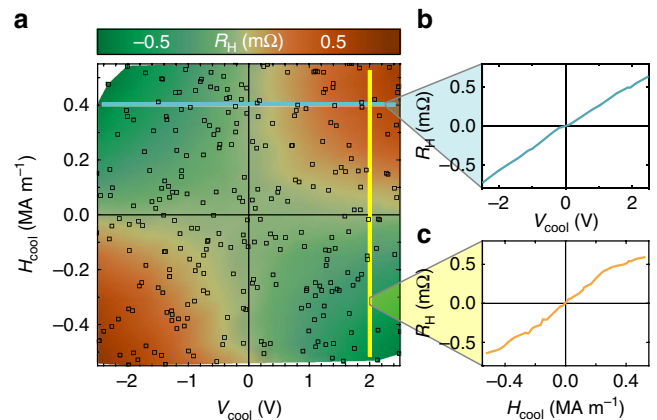 a
−0.5 R_H (mΩ) 0.5
H_cool (MA m⁻¹)
0.4
0.2
0.0
−0.2
−0.4
−2 −1 0 1 2
V_cool (V)
b
R_H (mΩ)
0.5
0.0
−0.5
−2 0 2
V_cool (V)
c
R_H (mΩ)
0.5
0.0
−0.5
−0.4 0.0 0.4
H_cool (MA m⁻¹)